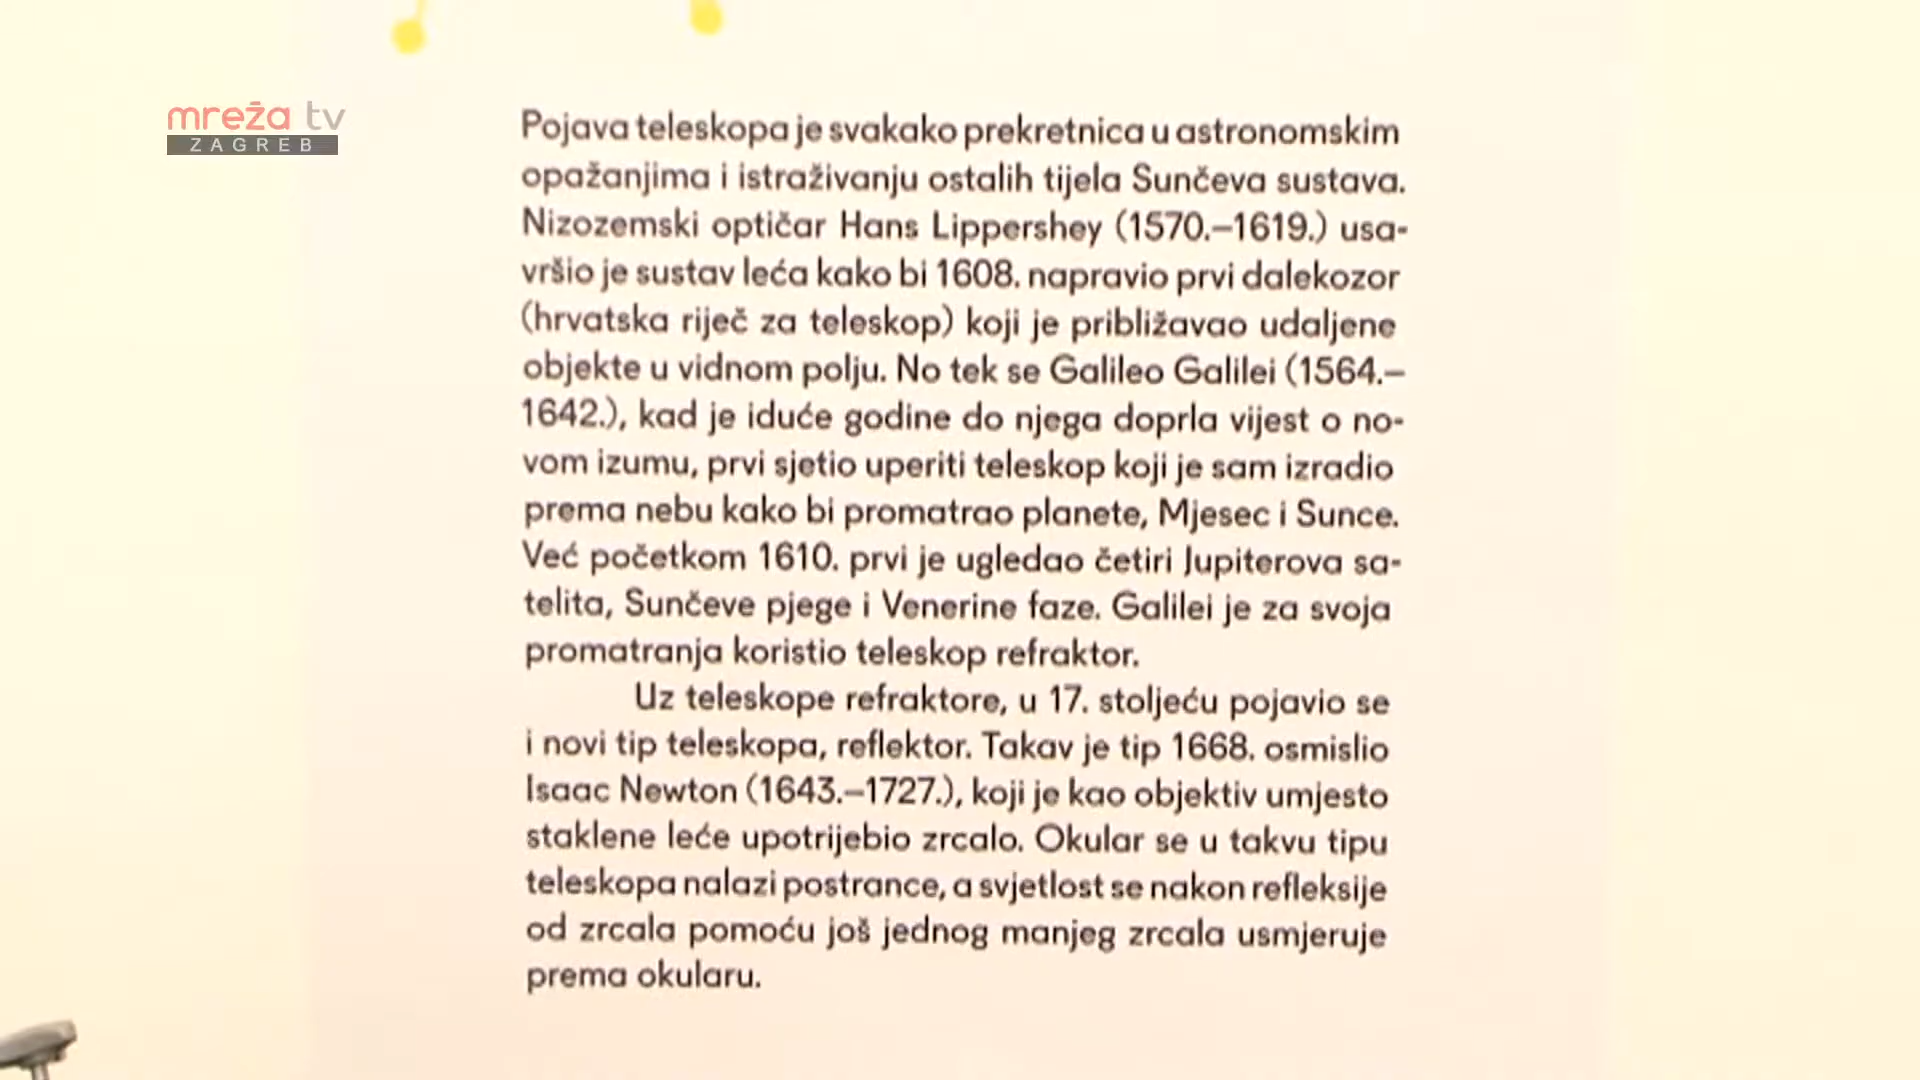 mreža tv
ZAGREB
Pojava teleskopa je svakako prekretnica u astronomskim
opažanjima i istraživanju ostalih tijela Sunčeva sustava.
Nizozemski optičar Hans Lippershey (1570.–1619.) usa-
vršio je sustav leća kako bi 1608. napravio prvi dalekozor
(hrvatska riječ za teleskop) koji je približavao udaljene
objekte u vidnom polju. No tek se Galileo Galilei (1564.–
1642.), kad je iduće godine do njega doprla vijest o no-
vom izumu, prvi sjetio uperiti teleskop koji je sam izradio
prema nebu kako bi promatrao planete, Mjesec i Sunce.
Već početkom 1610. prvi je ugledao četiri Jupiterova sa-
telita, Sunčeve pjege i Venerine faze. Galilei je za svoja
promatranja koristio teleskop refraktor.
Uz teleskope refraktore, u 17. stoljeću pojavio se
i novi tip teleskopa, reflektor. Takav je tip 1668. osmislio
Isaac Newton (1643.–1727.), koji je kao objektiv umjesto
staklene leće upotrijebio zrcalo. Okular se u takvu tipu
teleskopa nalazi postrance, a svjetlost se nakon refleksije
od zrcala pomoću još jednog manjeg zrcala usmjeruje
prema okularu.